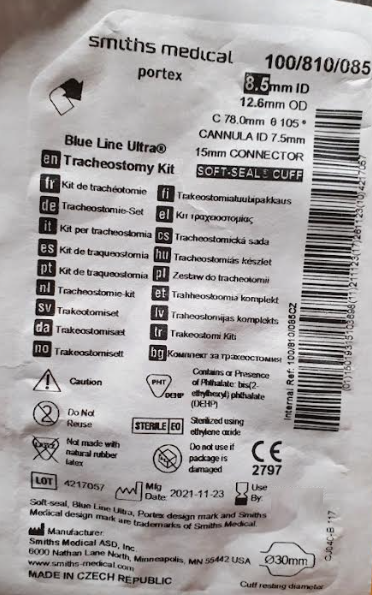 smiths medical
portex
100/810/085
8.5mm ID
12.6mm OD
C 78.0mm θ 105°
CANNULA ID 7.5mm
15mm CONNECTOR
SOFT-SEAL® CUFF
Blue Line Ultra®
en Tracheostomy Kit
fr Kit de trachéotomie
de Tracheostomie-Set
it Kit per tracheostomia
es Kit de traqueostomía
pt Kit de traqueostomia
nl Tracheostomie-kit
sv Trakeotomiset
da Trakeostomisæt
no Trakeostomisett
fi Trakeostomiatuubipakkaus
el Κιτ τραχειοστομίας
cs Tracheostomická sada
hu Tracheostomiás készlet
pl Zestaw do tracheotomii
et Trahheostoomia komplekt
lv Traheostomijas komplekts
tr Trakeostomi Kiti
bg Комплект за трахеостомия
Caution
PHT
DEHP
Contains or Presence
of Phthalate: bis(2-
ethylhexyl) phthalate
(DEHP)
2
Do Not
Reuse
STERILE EO
Sterilized using
ethylene oxide
Not made with
natural rubber
latex
Do not use if
package is
damaged
CE
2797
LOT 4217057
Mfg
Date: 2021-11-23
Use
By:
Soft-seal, Blue Line Ultra, Portex design mark and Smiths
Medical design mark are trademarks of Smiths Medical.
Manufacturer:
Smiths Medical ASD, Inc.
6000 Nathan Lane North, Minneapolis, MN 55442 USA
www.smiths-medical.com
MADE IN CZECH REPUBLIC
Ø30mm
Cuff resting diameter
Internal Ref: 100/810/085CZ